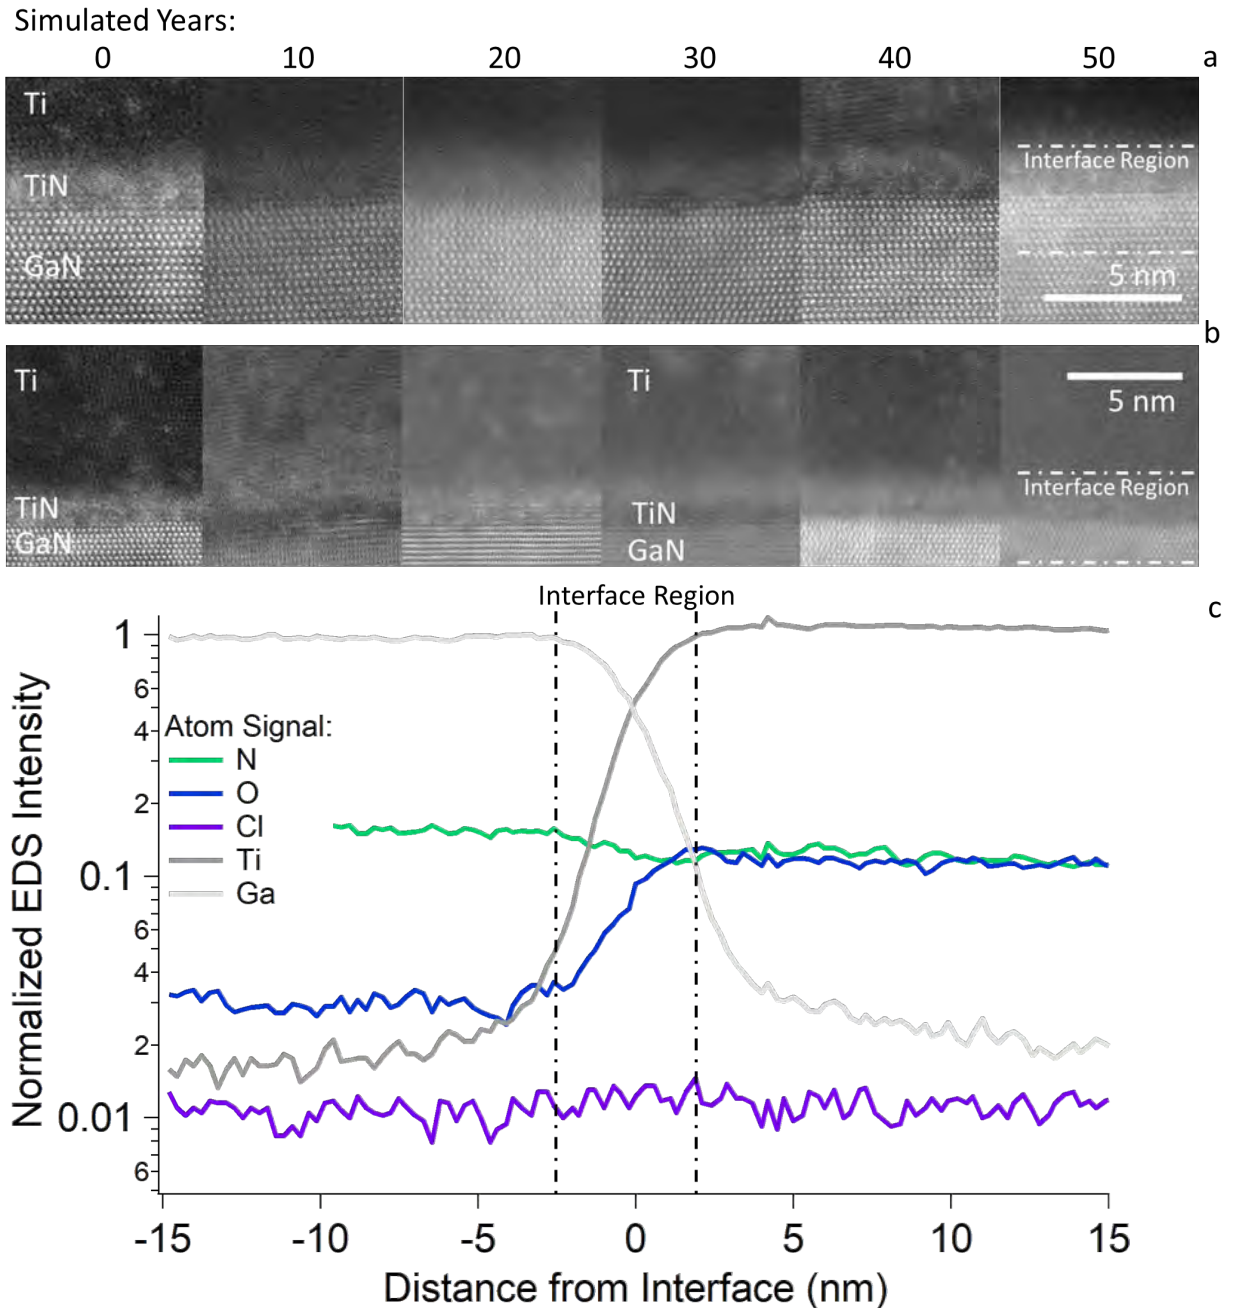 Simulated Years:
0 10 20 30 40 50 a
Ti
TiN
GaN
Interface Region
5 nm
b
Ti Ti
5 nm
Interface Region
TiN TiN
GaN GaN
Interface Region c
1
6
4
2
0.1
6
4
2
0.01
6
Normalized EDS Intensity
Atom Signal:
N
O
Cl
Ti
Ga
-15 -10 -5 0 5 10 15
Distance from Interface (nm)